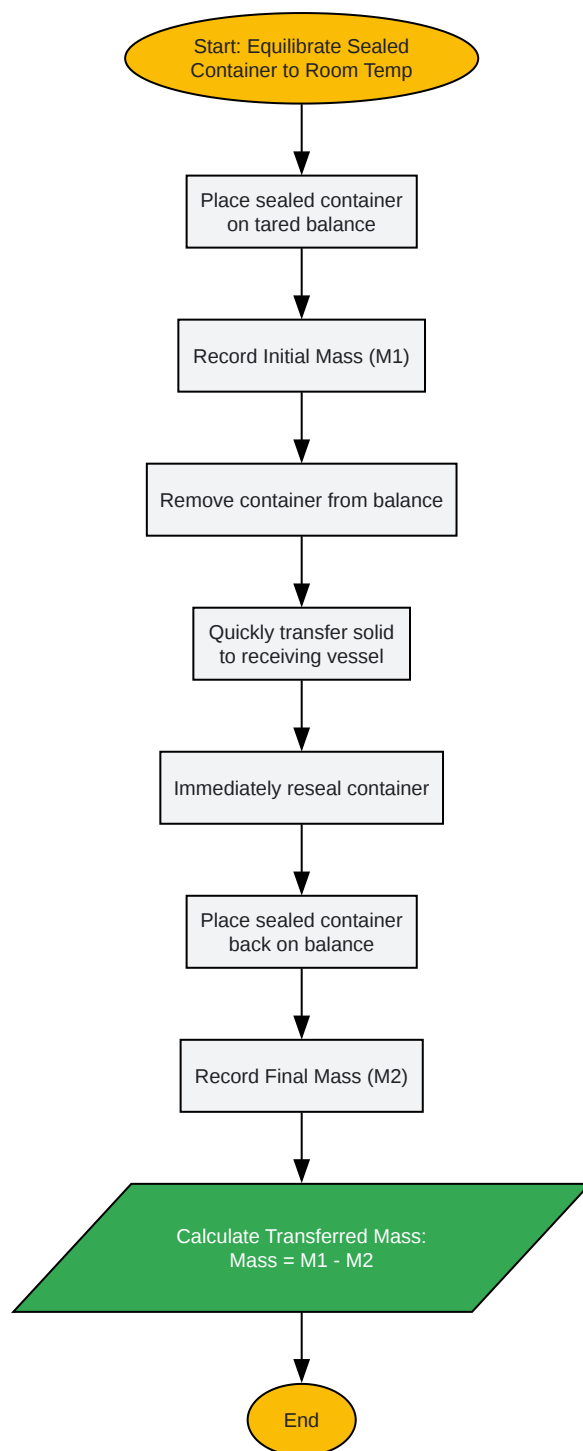 Start: Equilibrate Sealed
Container to Room Temp
Place sealed container
on tared balance
Record Initial Mass (M1)
Remove container from balance
Quickly transfer solid
to receiving vessel
Immediately reseal container
Place sealed container
back on balance
Record Final Mass (M2)
Calculate Transferred Mass:
Mass = M1 - M2
End